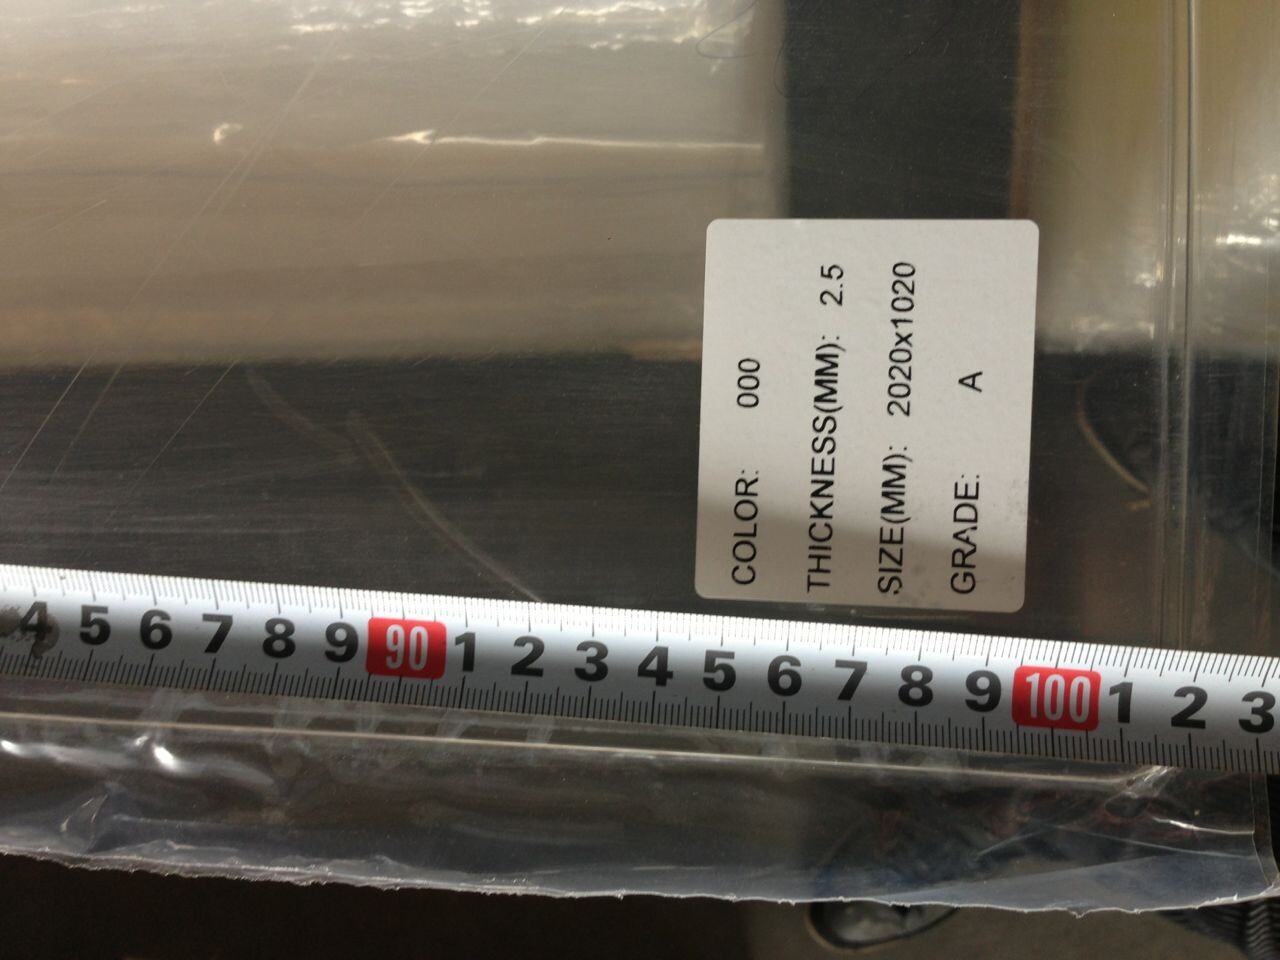 COLOR: 000
THICKNESS(MM): 2.5
SIZE(MM): 2020x1020
GRADE: A
4 5 6 7 8 9 90 1 2 3 4 5 6 7 8 9 100 1 2 3